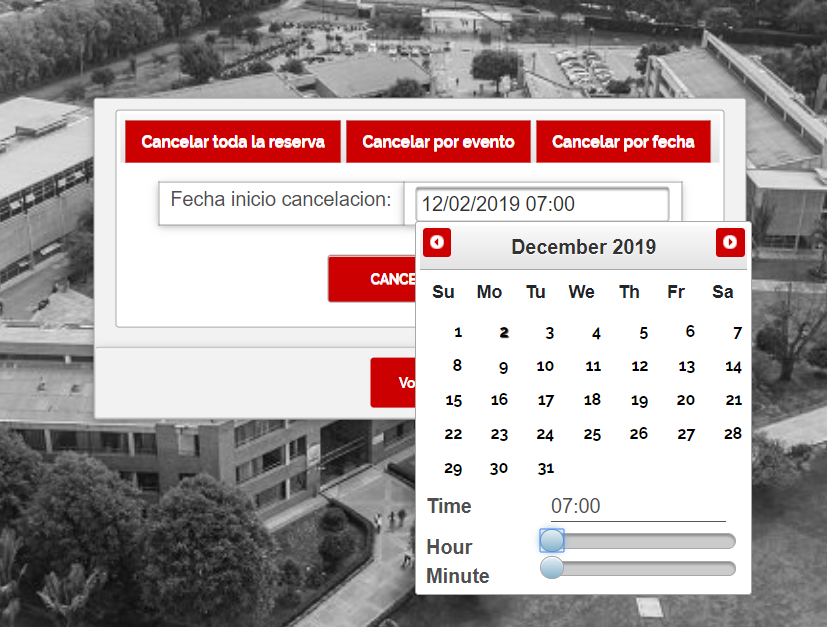 Cancelar toda la reserva Cancelar por evento Cancelar por fecha
Fecha inicio cancelacion: 12/02/2019 07:00
December 2019
Su Mo Tu We Th Fr Sa
1 2 3 4 5 6 7
8 9 10 11 12 13 14
15 16 17 18 19 20 21
22 23 24 25 26 27 28
29 30 31
CANCE
Time 07:00
Hour
Minute
Vo